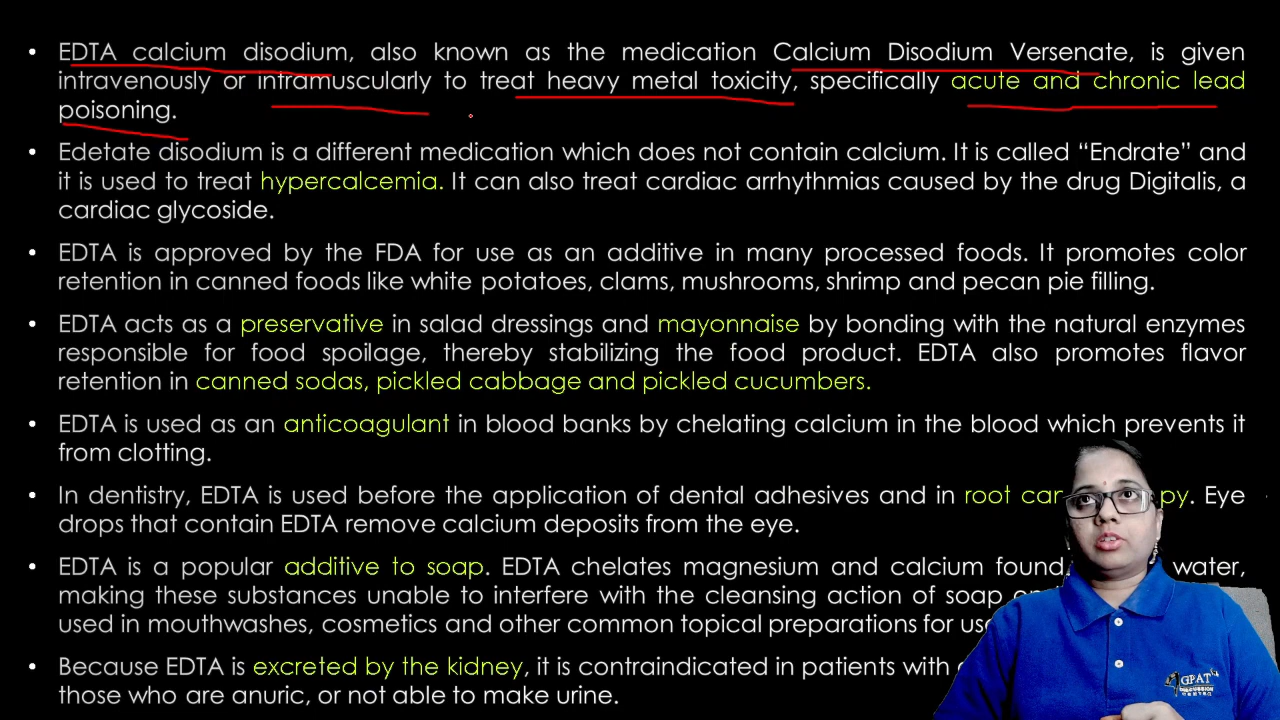 • EDTA calcium disodium, also known as the medication Calcium Disodium Versenate, is given
intravenously or intramuscularly to treat heavy metal toxicity, specifically acute and chronic lead
poisoning.
• Edetate disodium is a different medication which does not contain calcium. It is called “Endrate” and
it is used to treat hypercalcemia. It can also treat cardiac arrhythmias caused by the drug Digitalis, a
cardiac glycoside.
• EDTA is approved by the FDA for use as an additive in many processed foods. It promotes color
retention in canned foods like white potatoes, clams, mushrooms, shrimp and pecan pie filling.
• EDTA acts as a preservative in salad dressings and mayonnaise by bonding with the natural enzymes
responsible for food spoilage, thereby stabilizing the food product. EDTA also promotes flavor
retention in canned sodas, pickled cabbage and pickled cucumbers.
• EDTA is used as an anticoagulant in blood banks by chelating calcium in the blood which prevents it
from clotting.
• In dentistry, EDTA is used before the application of dental adhesives and in root py. Eye
drops that contain EDTA remove calcium deposits from the eye.
• EDTA is a popular additive to soap. EDTA chelates magnesium and calcium found water,
making these substances unable to interfere with the cleansing action of soap
used in mouthwashes, cosmetics and other common topical preparations for
• Because EDTA is excreted by the kidney, it is contraindicated in patients with
those who are anuric, or not able to make urine.
GPAT
DISCUSSION
CENTER